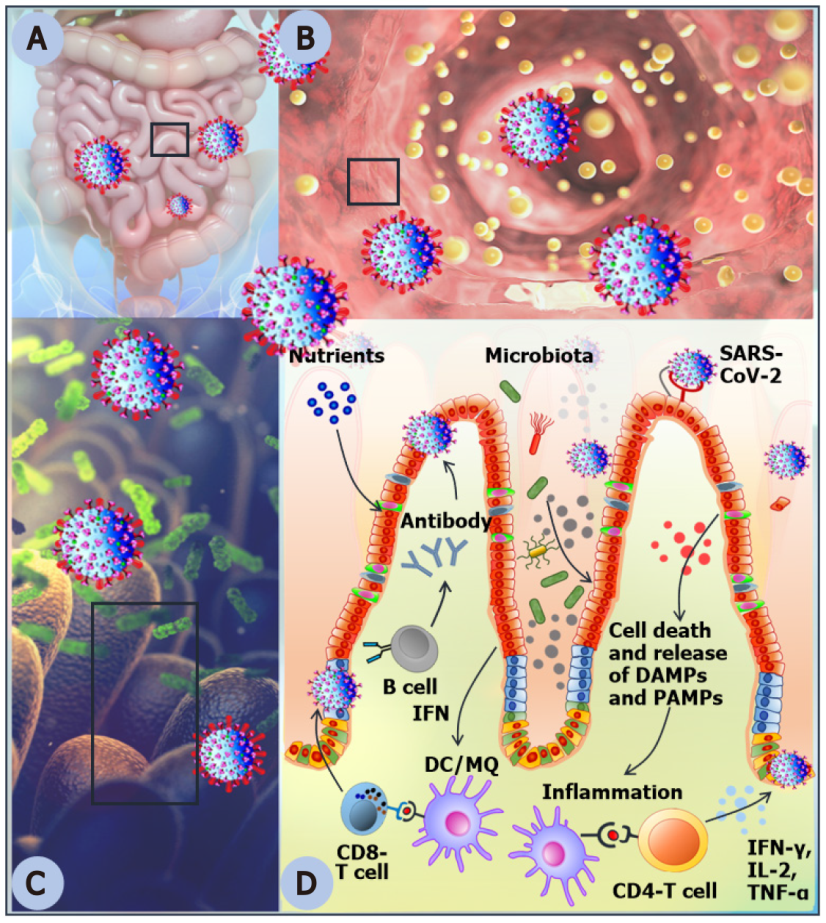 A
B
Nutrients
Microbiota
SARS-
CoV-2
Antibody
B cell
IFN
Cell death
and release
of DAMPs
and PAMPs
DC/MQ
Inflammation
CD8-
T cell
CD4-T cell
IFN-γ,
IL-2,
TNF-α
C
D